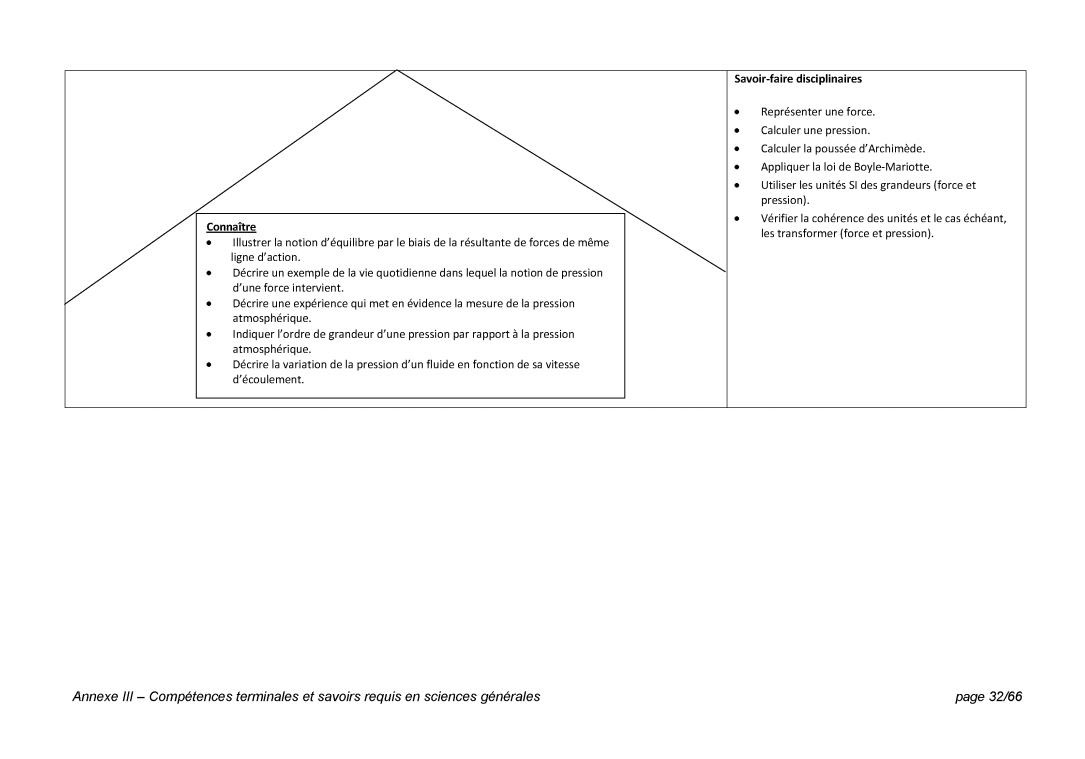 Savoir-faire disciplinaires
• Représenter une force.
• Calculer une pression.
• Calculer la poussée d’Archimède.
• Appliquer la loi de Boyle-Mariotte.
• Utiliser les unités SI des grandeurs (force et
pression).
• Vérifier la cohérence des unités et le cas échéant,
les transformer (force et pression).
Connaître
• Illustrer la notion d’équilibre par le biais de la résultante de forces de même
ligne d’action.
• Décrire un exemple de la vie quotidienne dans lequel la notion de pression
d’une force intervient.
• Décrire une expérience qui met en évidence la mesure de la pression
atmosphérique.
• Indiquer l’ordre de grandeur d’une pression par rapport à la pression
atmosphérique.
• Décrire la variation de la pression d’un fluide en fonction de sa vitesse
d’écoulement.
Annexe III – Compétences terminales et savoirs requis en sciences générales
page 32/66